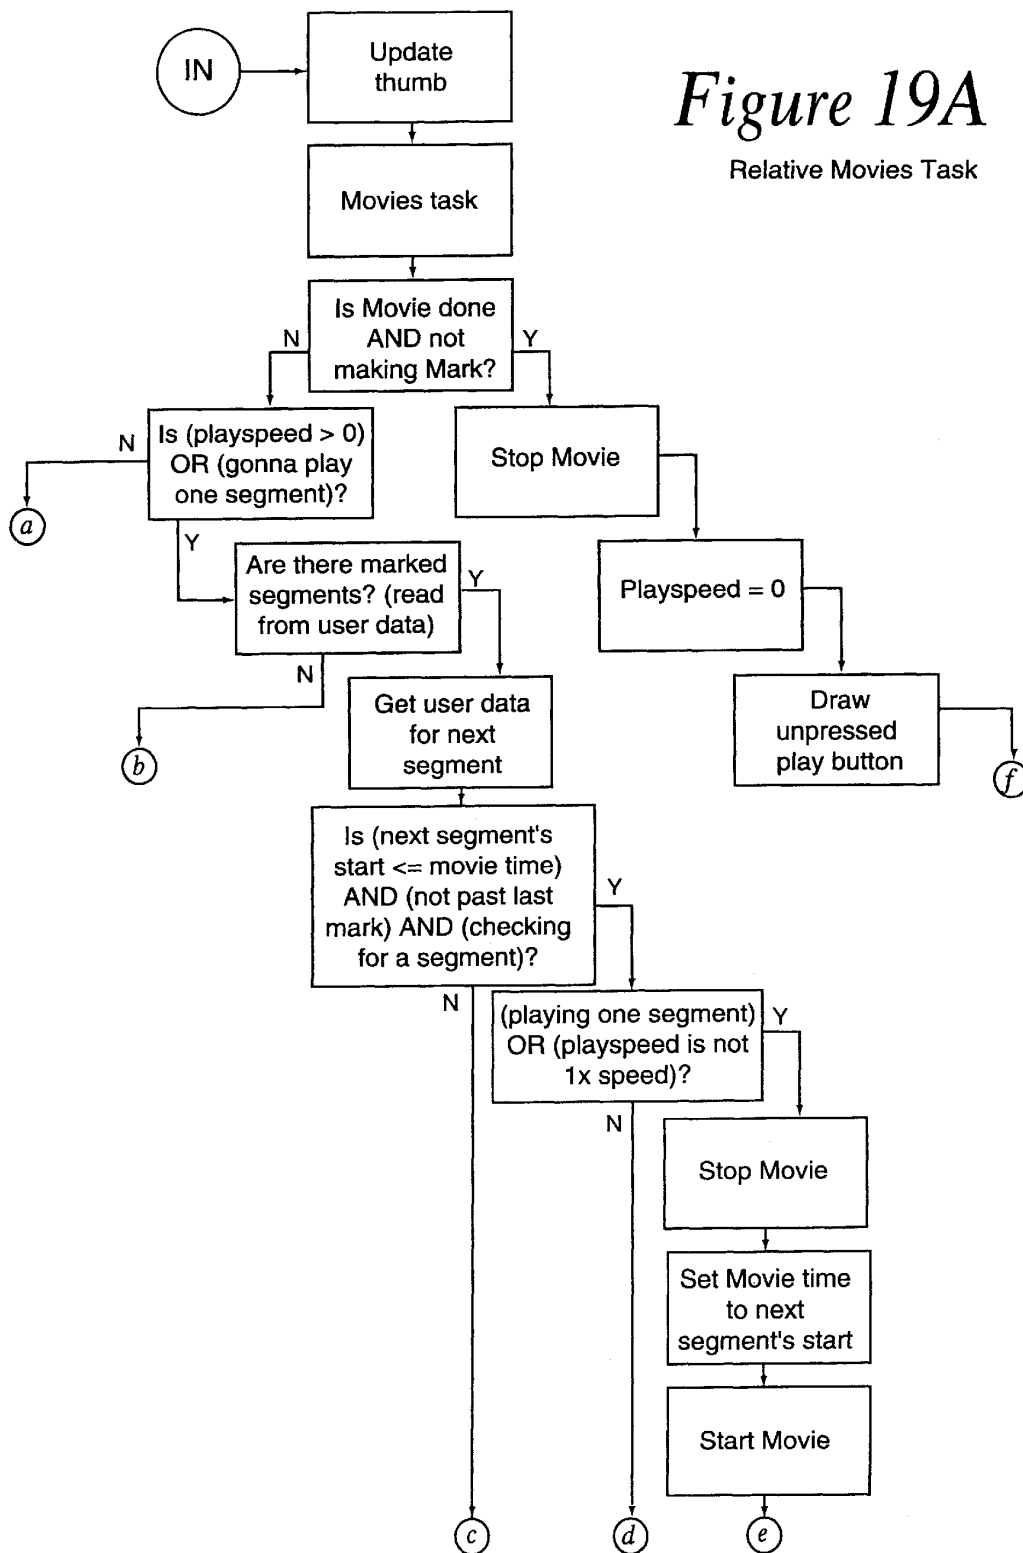 IN
Update
thumb
Figure 19A
Relative Movies Task
Movies task
Is Movie done
AND not
making Mark?
N
Y
Is (playspeed > 0)
OR (gonna play
one segment)?
N
Stop Movie
a
Y
Are there marked
segments? (read
from user data)
Y
Playspeed = 0
N
Get user data
for next
segment
Draw
unpressed
play button
b
f
Is (next segment's
start <= movie time)
AND (not past last
mark) AND (checking
for a segment)?
Y
N
(playing one segment)
OR (playspeed is not
1x speed)?
Y
N
Stop Movie
Set Movie time
to next
segment's start
Start Movie
c
d
e